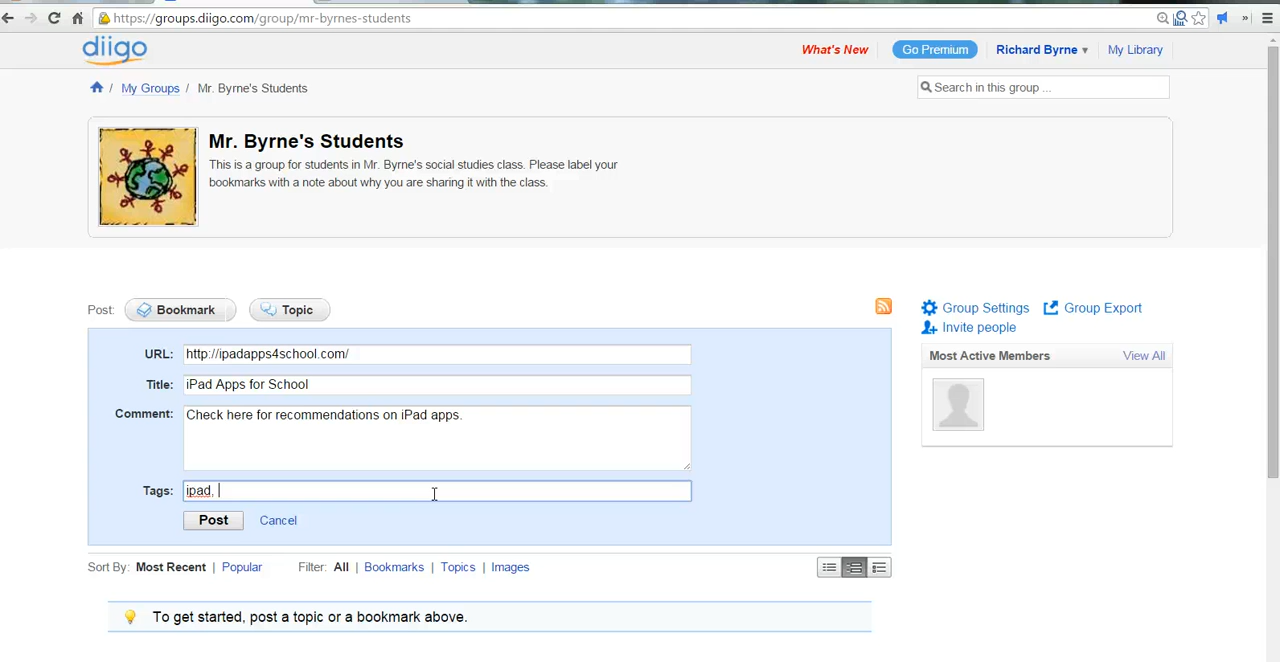 https://groups.diigo.com/group/mr-byrnes-students
»
diigo
What's New
Go Premium
Richard Byrne ▾
My Library
/ My Groups / Mr. Byrne's Students
Search in this group ...
Mr. Byrne's Students
This is a group for students in Mr. Byrne's social studies class. Please label your
bookmarks with a note about why you are sharing it with the class.
Post: Bookmark Topic
Group Settings Group Export
Invite people
URL: http://ipadapps4school.com/
Most Active Members View All
Title: iPad Apps for School
Comment: Check here for recommendations on iPad apps.
Tags: ipad,
Post Cancel
Sort By: Most Recent | Popular Filter: All | Bookmarks | Topics | Images
To get started, post a topic or a bookmark above.